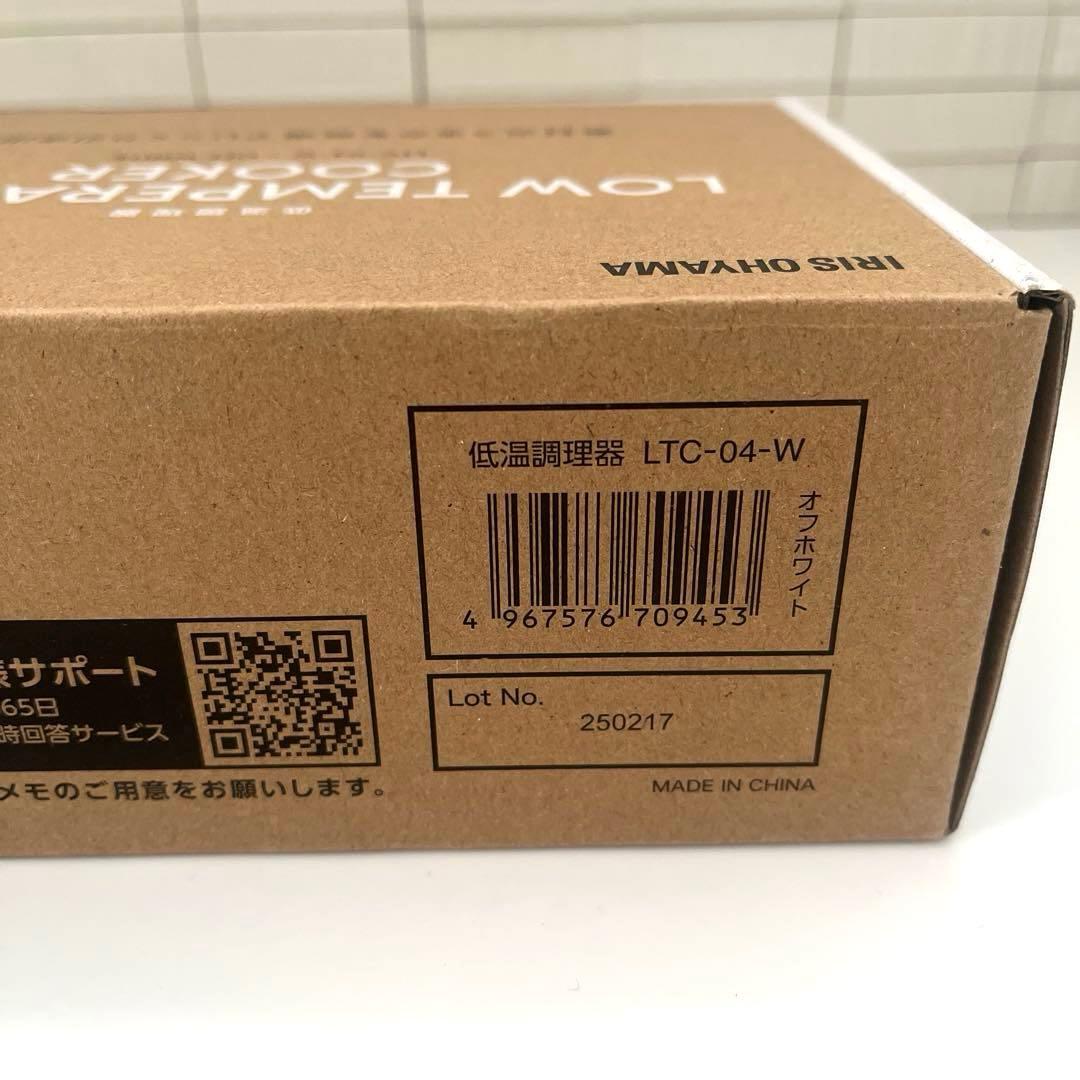 IRIS OHYAMA
低温調理器
LOW TEMPERA
COOKER
低温調理器 LTC-04-W
オフホワイト
4 967576 709453
Lot No.
250217
MADE IN CHINA
様サポート
65日
時回答サービス
メモのご用意をお願いします。